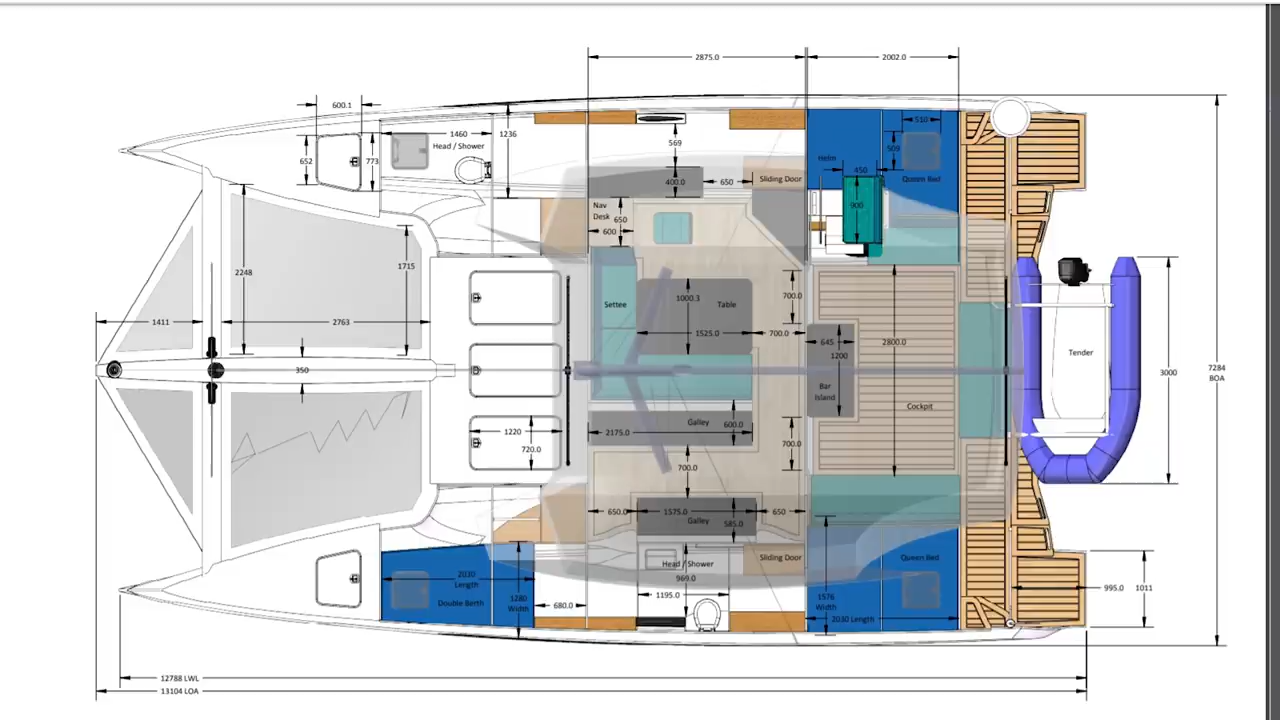 2875.0
2002.0
600.1
1460
1236
Head / Shower
652
773
569
510
509
Helm
450
Queen Bed
400.0
650
Sliding Door
Nav
Desk
650
600
900
2248
1715
1411
2763
Settee
1000.3
Table
1525.0
700.0
700.0
645
1200
2800.0
Tender
3000
7284
BOA
350
Bar
Island
Cockpit
1220
720.0
2175.0
Galley
600.0
700.0
700.0
650.0
1575.0
Galley
585.0
650
Head / Shower
969.0
1195.0
Sliding Door
Queen Bed
2030
Length
Double Berth
1280
Width
680.0
1576
Width
2030 Length
995.0
1011
12788 LWL
13104 LOA